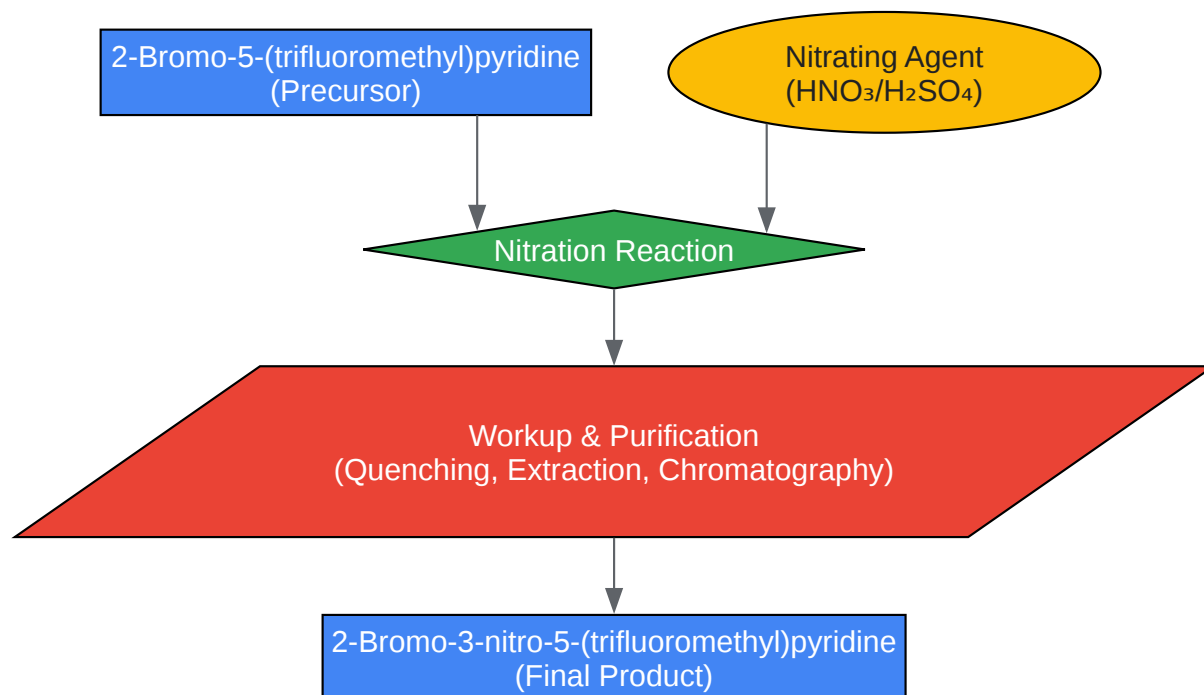 2-Bromo-5-(trifluoromethyl)pyridine
(Precursor)
Nitrating Agent
(HNO₃/H₂SO₄)
Nitration Reaction
Workup & Purification
(Quenching, Extraction, Chromatography)
2-Bromo-3-nitro-5-(trifluoromethyl)pyridine
(Final Product)